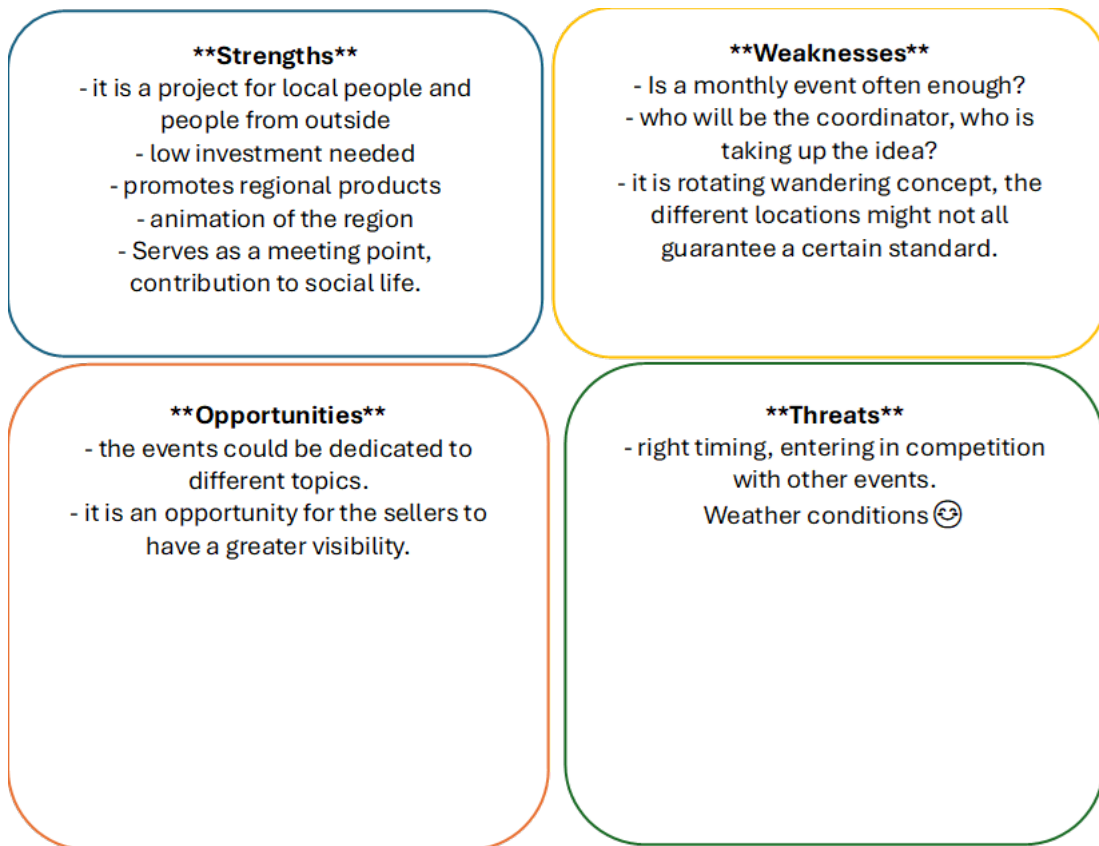 **Strengths**
- it is a project for local people and
people from outside
- low investment needed
- promotes regional products
- animation of the region
- Serves as a meeting point,
contribution to social life.
**Weaknesses**
- Is a monthly event often enough?
- who will be the coordinator, who is
taking up the idea?
- it is rotating wandering concept, the
different locations might not all
guarantee a certain standard.
**Opportunities**
- the events could be dedicated to
different topics.
- it is an opportunity for the sellers to
have a greater visibility.
**Threats**
- right timing, entering in competition
with other events.
Weather conditions 😊